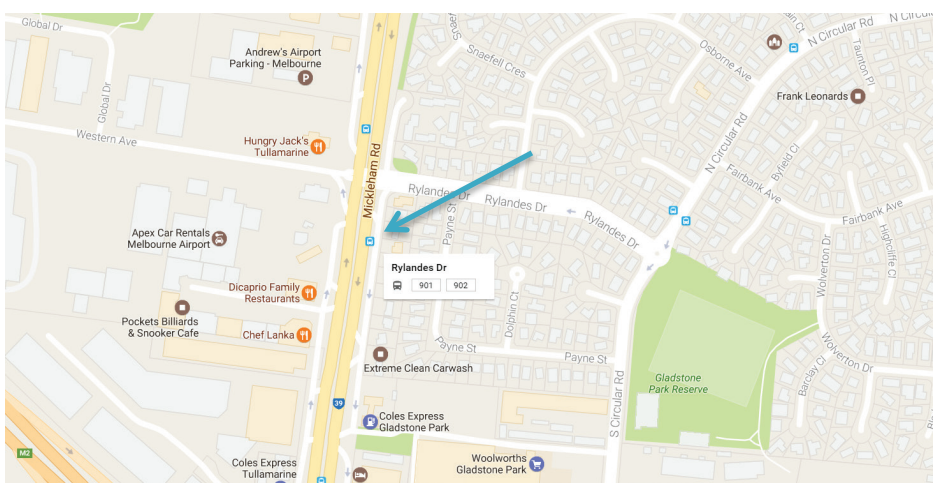 Global Dr
Andrew's Airport
Parking - Melbourne
P
Global Dr
Western Ave
Hungry Jack's
Tullamarine
Mickleham Rd
Snaefell Cres
Osborne Ave
N Circular Rd
Taunton Pl
Frank Leonards
N Circular Rd
Byfield Ct
Fairbank Ave
Fairbank Ave
Highcliffe Ct
Rylandes Dr
Rylandes Dr
Rylandes Dr
Payne St
Wolverton Dr
Apex Car Rentals
Melbourne Airport
Rylandes Dr
901 902
Dicaprio Family
Restaurants
Pockets Billiards
& Snooker Cafe
Chef Lanka
Dolphin Ct
Payne St
Payne St
Extreme Clean Carwash
S Circular Rd
Gladstone
Park Reserve
Barclay Ct
Wolverton Dr
39
Coles Express
Gladstone Park
M2
Coles Express
Tullamarine
Woolworths
Gladstone Park